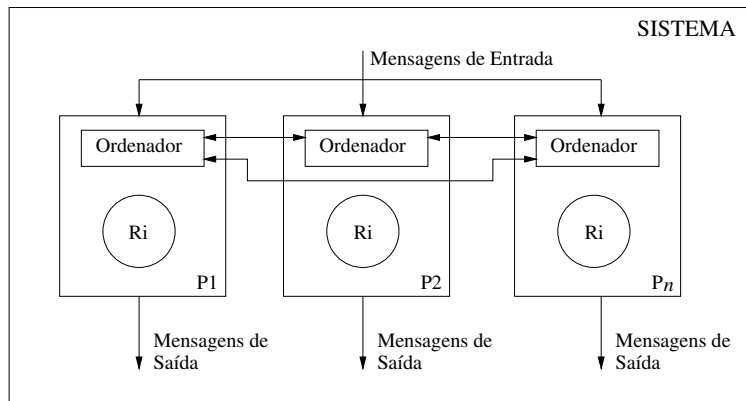 SISTEMA
Mensagens de Entrada
Ordenador
Ordenador
Ordenador
Ri
Ri
Ri
P1
P2
Pn
Mensagens de
Saída
Mensagens de
Saída
Mensagens de
Saída